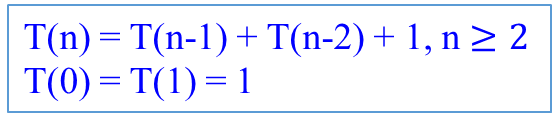 T(n) = T(n-1) + T(n-2) + 1, n ≥ 2
T(0) = T(1) = 1